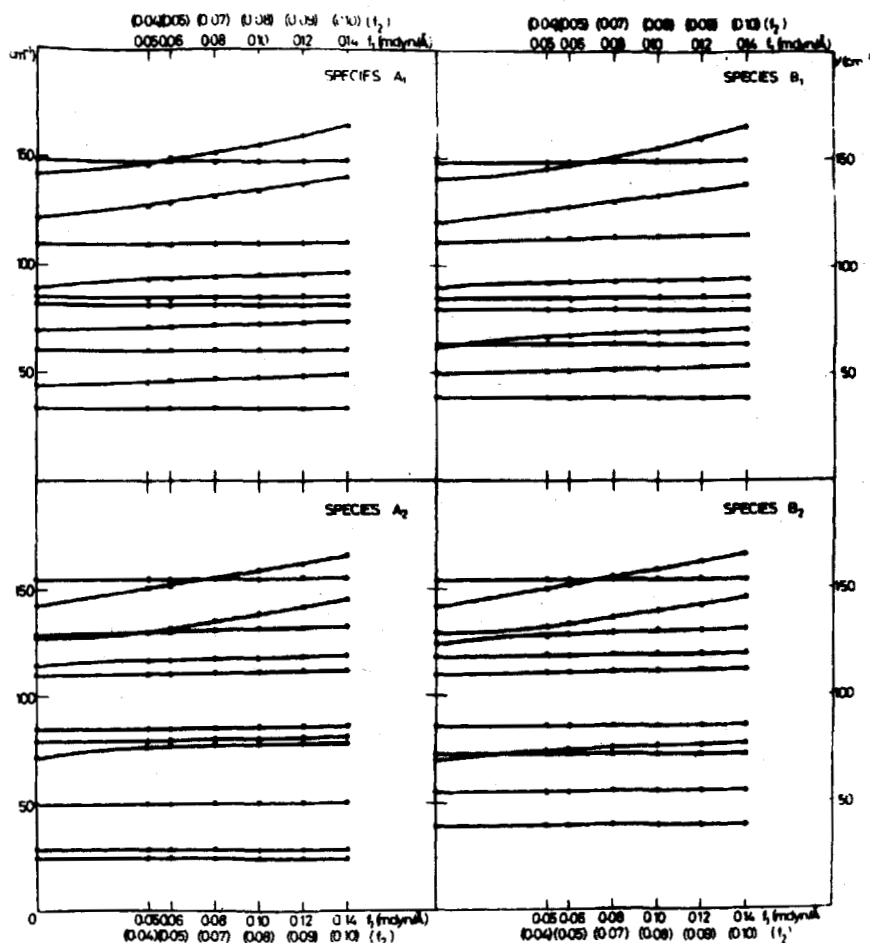 (0.04)(0.05) (0.07) (0.08) (0.09) (0.10) (f₂)
0.05 0.06 0.08 0.10 0.12 0.14 f₁ (mdyn/Å)
(0.04)(0.05) (0.07) (0.08) (0.09) (0.10) (f₂)
0.05 0.06 0.08 0.10 0.12 0.14 f₁ (mdyn/Å)
SPECIES A₁
SPECIES B₁
150
100
50
150
100
50
SPECIES A₂
SPECIES B₂
150
100
50
150
100
50
0
0.05 0.06 0.08 0.10 0.12 0.14 f₁ (mdyn/Å)
(0.04)(0.05) (0.07) (0.08) (0.09) (0.10) (f₂)
0.05 0.06 0.08 0.10 0.12 0.14 f₁ (mdyn/Å)
(0.04)(0.05) (0.07) (0.08) (0.09) (0.10) (f₂)